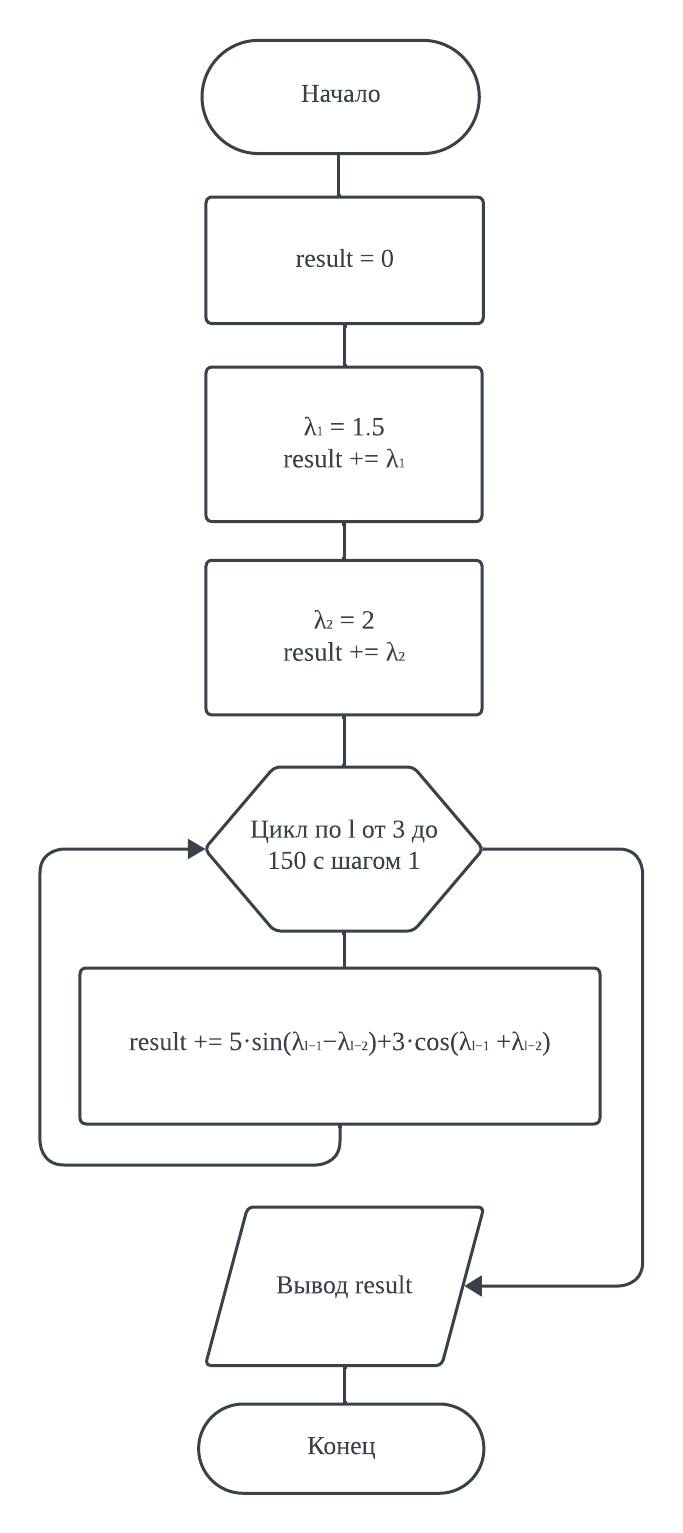 Начало
result = 0
λ₁ = 1.5
result += λ₁
λ₂ = 2
result += λ₂
Цикл по l от 3 до
150 с шагом 1
result += 5·sin(λₗ₋₁−λₗ₋₂)+3·cos(λₗ₋₁ +λₗ₋₂)
Вывод result
Конец